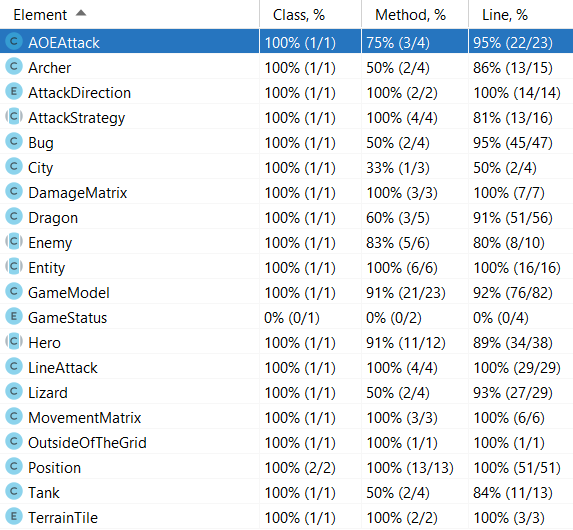 Element Class, % Method, % Line, %
C AOEAttack 100% (1/1) 75% (3/4) 95% (22/23)
C Archer 100% (1/1) 50% (2/4) 86% (13/15)
E AttackDirection 100% (1/1) 100% (2/2) 100% (14/14)
C AttackStrategy 100% (1/1) 100% (4/4) 81% (13/16)
C Bug 100% (1/1) 50% (2/4) 95% (45/47)
C City 100% (1/1) 33% (1/3) 50% (2/4)
C DamageMatrix 100% (1/1) 100% (3/3) 100% (7/7)
C Dragon 100% (1/1) 60% (3/5) 91% (51/56)
C Enemy 100% (1/1) 83% (5/6) 80% (8/10)
C Entity 100% (1/1) 100% (6/6) 100% (16/16)
C GameModel 100% (1/1) 91% (21/23) 92% (76/82)
E GameStatus 0% (0/1) 0% (0/2) 0% (0/4)
C Hero 100% (1/1) 91% (11/12) 89% (34/38)
C LineAttack 100% (1/1) 100% (4/4) 100% (29/29)
C Lizard 100% (1/1) 50% (2/4) 93% (27/29)
C MovementMatrix 100% (1/1) 100% (3/3) 100% (6/6)
C OutsideOfTheGrid 100% (1/1) 100% (1/1) 100% (1/1)
C Position 100% (2/2) 100% (13/13) 100% (51/51)
C Tank 100% (1/1) 50% (2/4) 84% (11/13)
E TerrainTile 100% (1/1) 100% (2/2) 100% (3/3)